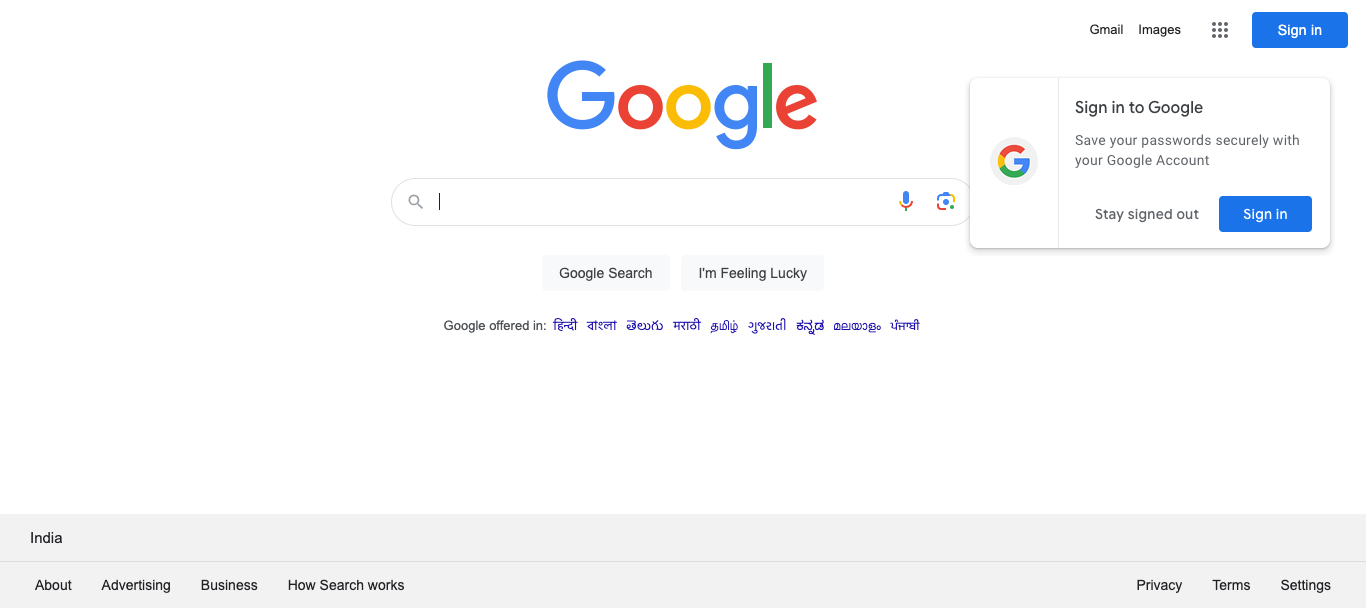 Gmail Images Sign in
Google
Sign in to Google
Save your passwords securely with
your Google Account
Stay signed out Sign in
Google Search I'm Feeling Lucky
Google offered in: हिन्दी বাংলা తెలుగు मराठी தமிழ் ગુજરાતી ಕನ್ನಡ മലയാളം ਪੰਜਾਬੀ
India
About Advertising Business How Search works Privacy Terms Settings